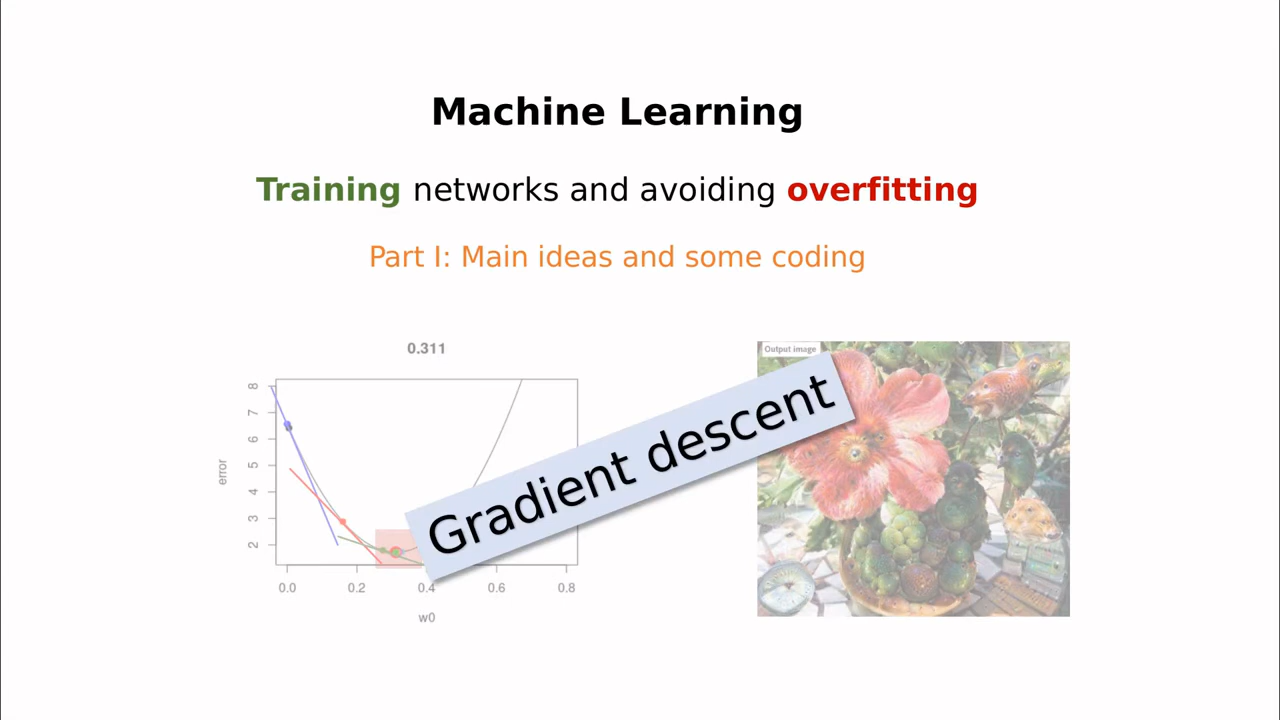 Machine Learning
Training networks and avoiding overfitting
Part I: Main ideas and some coding
0.311
Output image
Gradient descent
error
8
7
6
5
4
3
2
0.0 0.2 0.4 0.6 0.8
w0